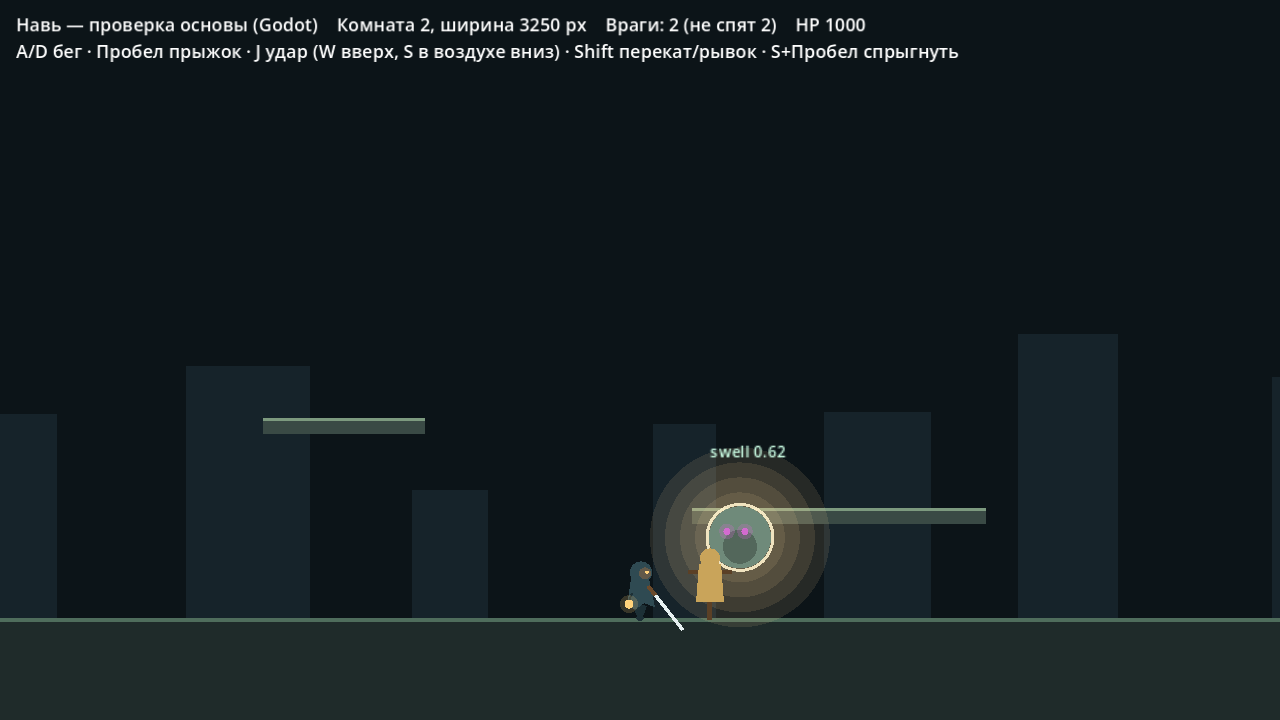 Навь — проверка основы (Godot)    Комната 2, ширина 3250 px    Враги: 2 (не спят 2)    HP 1000
A/D бег · Пробел прыжок · J удар (W вверх, S в воздухе вниз) · Shift перекат/рывок · S+Пробел спрыгнуть
swell 0.62